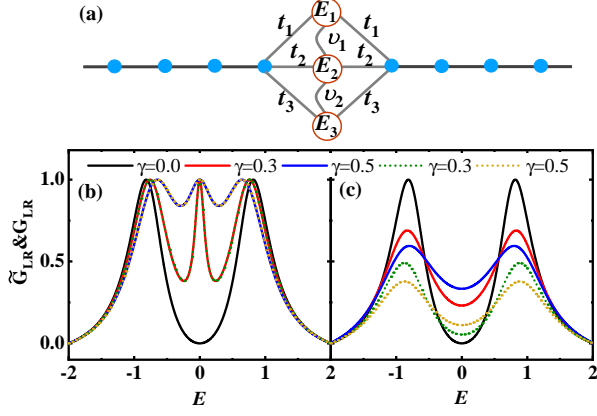 (a)
E₁
t₁ t₁
υ₁
t₂ E₂ t₂
υ₂
t₃ t₃
E₃
γ=0.0 γ=0.3 γ=0.5 γ=0.3 γ=0.5
1.0 (b) (c)
0.5
0.0
G̃LR&GLR
-2 -1 0 1 2 -1 0 1 2
E E